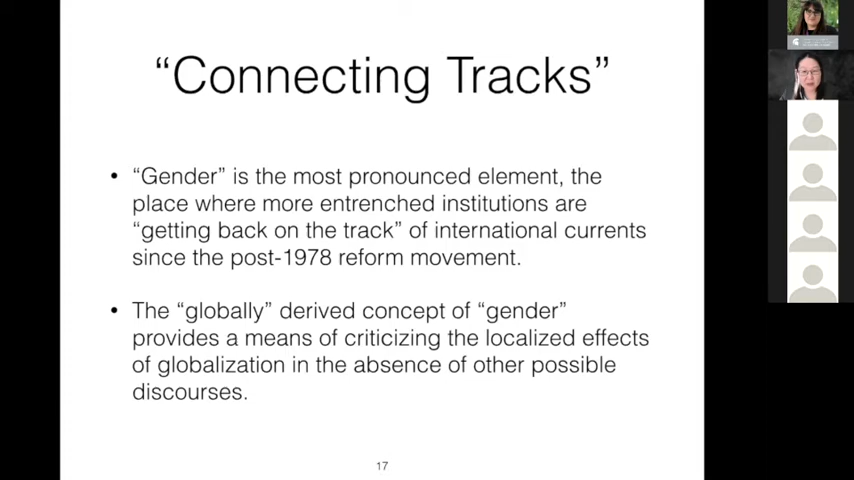 “Connecting Tracks”
• “Gender” is the most pronounced element, the
place where more entrenched institutions are
“getting back on the track” of international currents
since the post-1978 reform movement.
• The “globally” derived concept of “gender”
provides a means of criticizing the localized effects
of globalization in the absence of other possible
discourses.
17